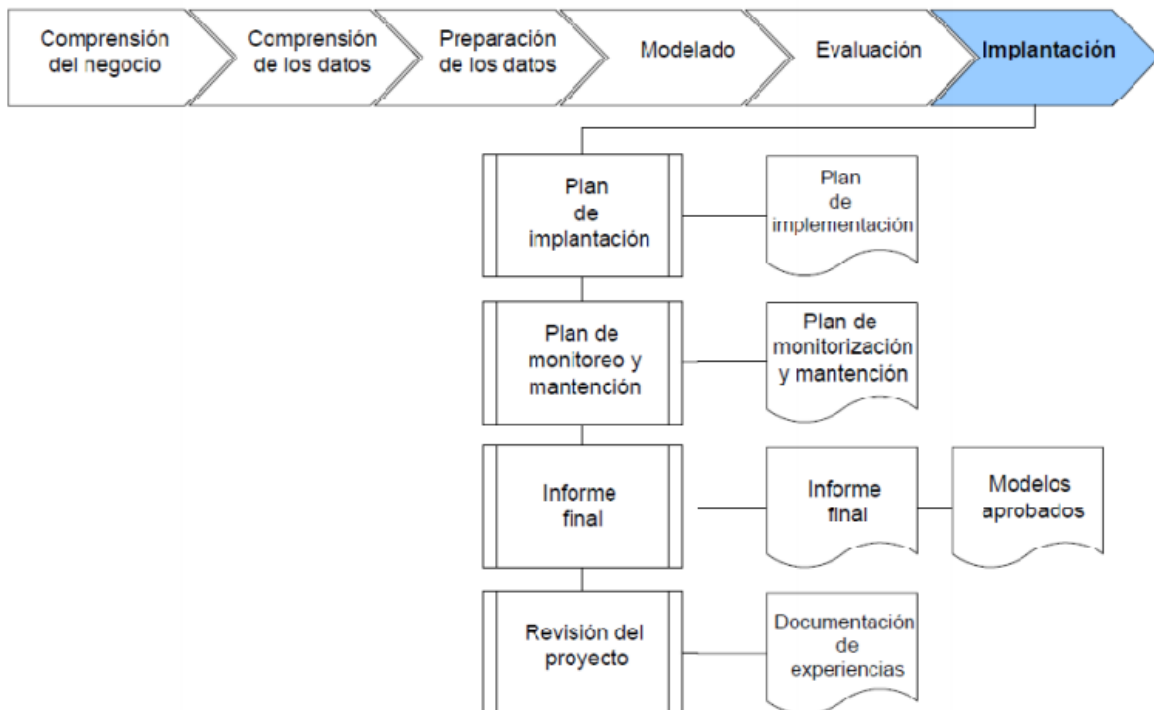 Comprensión
del negocio
Comprensión
de los datos
Preparación
de los datos
Modelado
Evaluación
Implantación
Plan
de
implantación
Plan
de
implementación
Plan de
monitoreo y
mantención
Plan de
monitorización
y mantención
Informe
final
Informe
final
Modelos
aprobados
Revisión del
proyecto
Documentación
de
experiencias